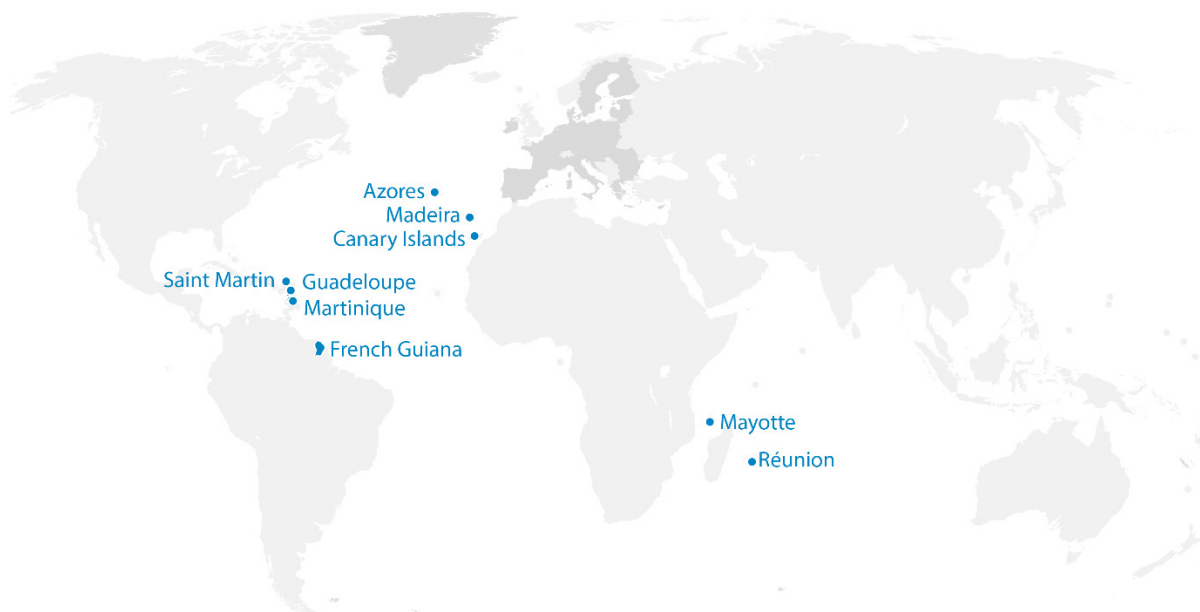 Azores
Madeira
Canary Islands
Saint Martin
Guadeloupe
Martinique
French Guiana
Mayotte
Réunion